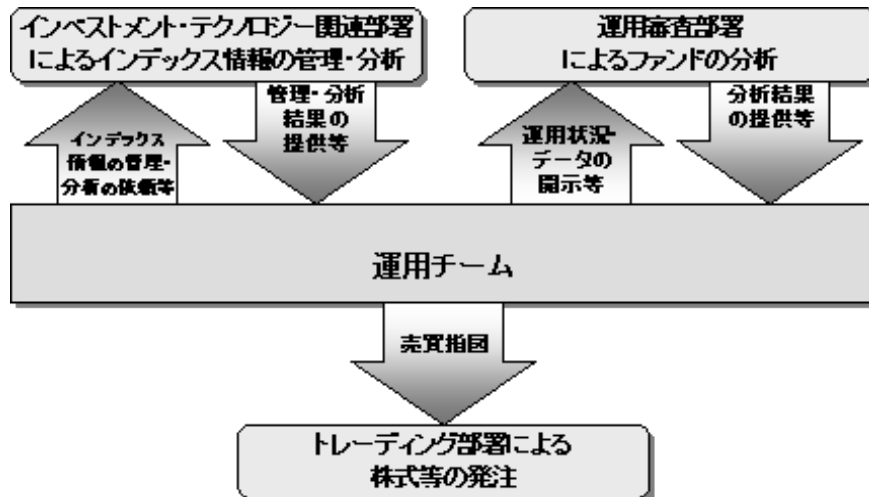 インベストメント・テクノロジー関連部署
によるインデックス情報の管理・分析
運用審査部署
によるファンドの分析
インデックス
情報の管理・
分析の依頼等
管理・分析
結果の
提供等
運用状況・
データの
開示等
分析結果
の提供等
運用チーム
売買指図
トレーディング部署による
株式等の発注